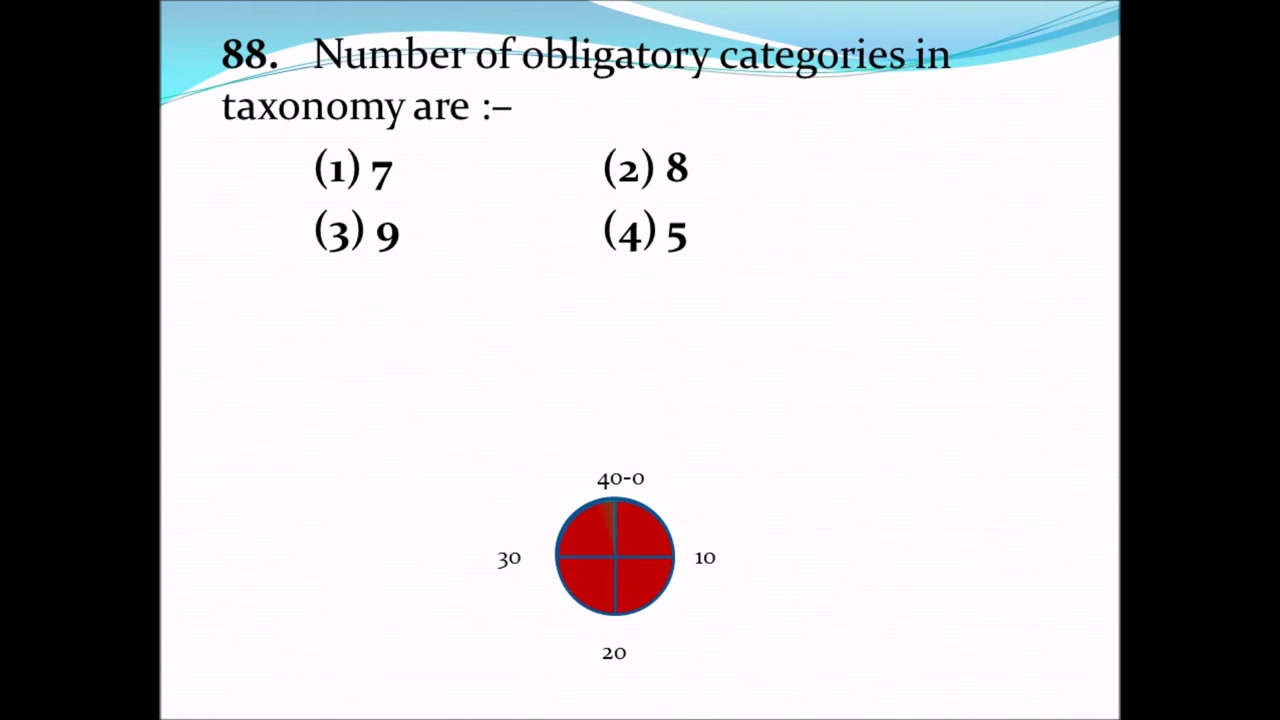 88. Number of obligatory categories in
taxonomy are :–
(1) 7 (2) 8
(3) 9 (4) 5
40-0
30 10
20